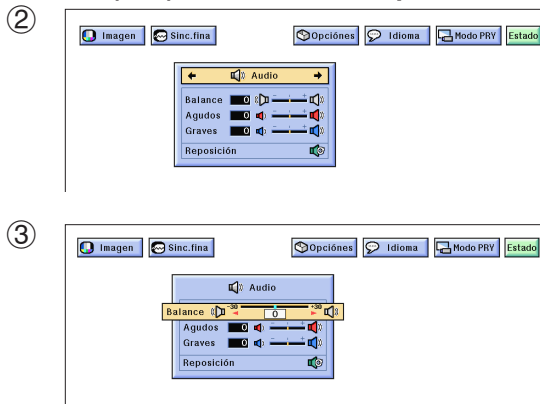 ②
Imagen Sinc.fina Opciónes Idioma Modo PRY Estado
Audio
Balance 0 - +
Agudos 0 - +
Graves 0 - +
Reposición
③
Imagen Sinc.fina Opciónes Idioma Modo PRY Estado
Audio
Balance -30 0 +30
Agudos 0 - +
Graves 0 - +
Reposición